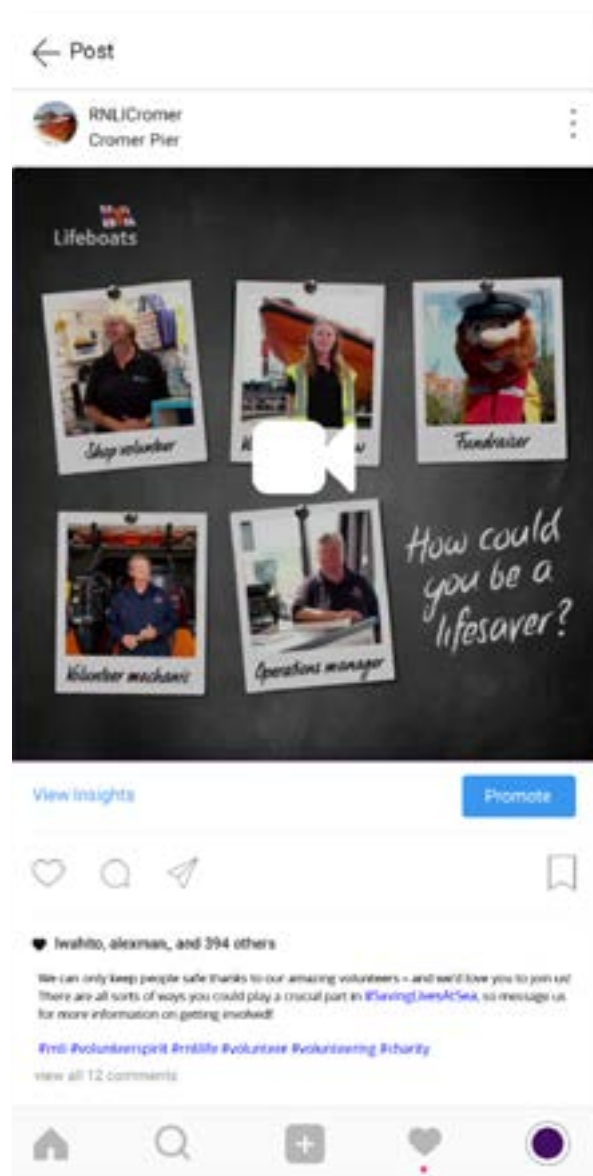 Post
RNLICromer
Cromer Pier
Lifeboats
Shop volunteer
Fundraiser
How could
you be a
lifesaver?
Volunteer mechanic
Operations manager
View Insights
Promote
lwahito, alexman, and 394 others
We can only keep people safe thanks to our amazing volunteers – and we'd love you to join us!
There are all sorts of ways you could play a crucial part in #SavingLivesAtSea, so message us
for more information on getting involved!
#rnli #volunteerspirit #rnlilife #volunteer #volunteering #charity
view all 12 comments